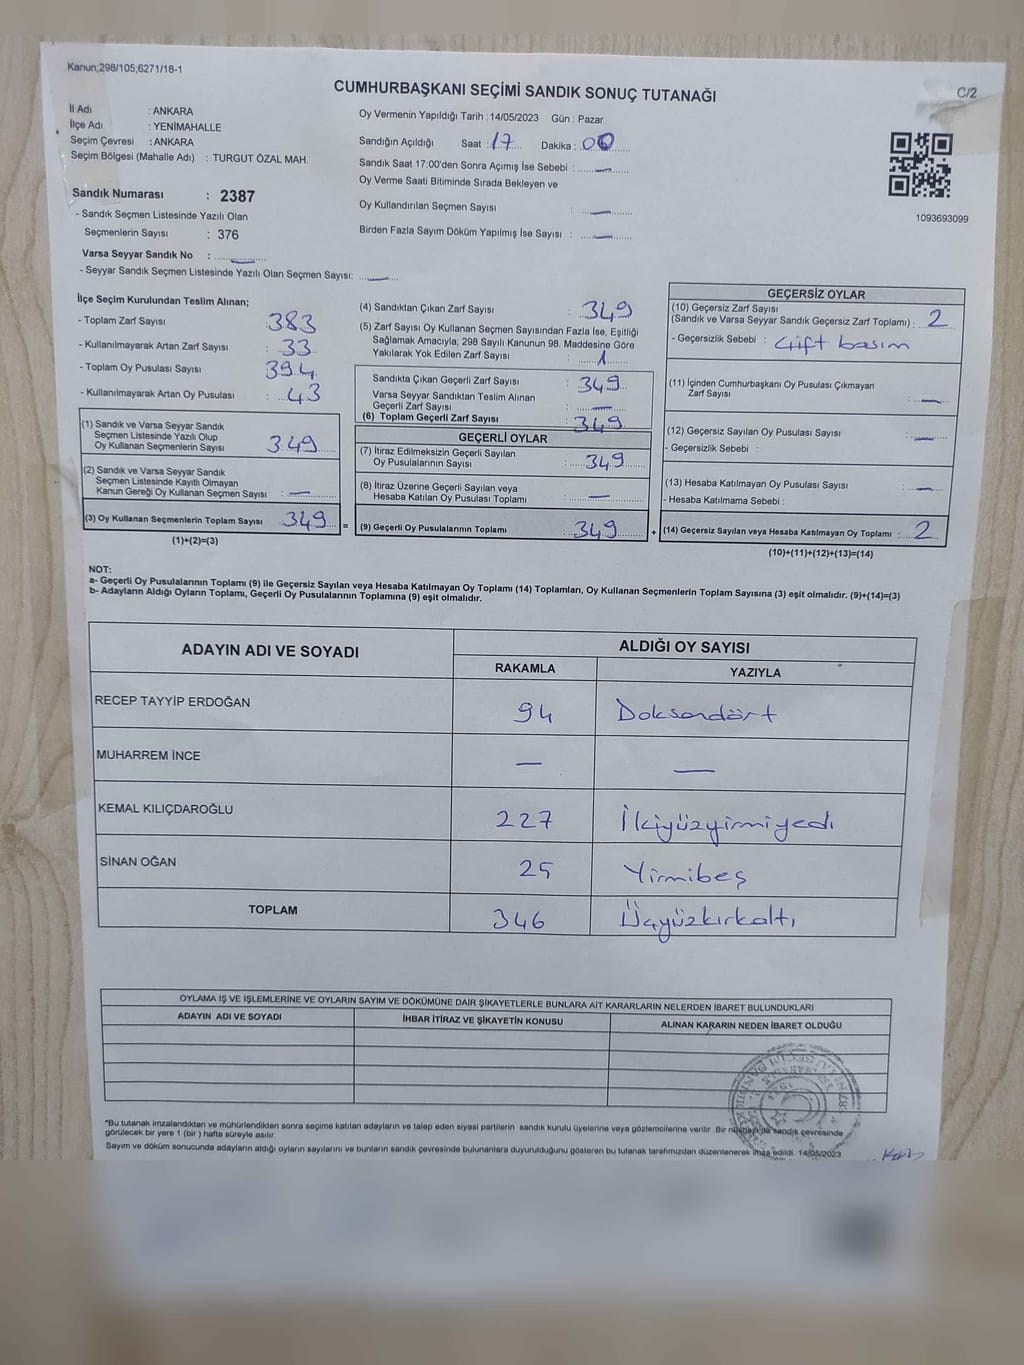 Kanun;298/105;6271/18-1
CUMHURBAŞKANI SEÇİMİ SANDIK SONUÇ TUTANAĞI
C/2
İl Adı : ANKARA
İlçe Adı : YENİMAHALLE
Seçim Çevresi : ANKARA
Seçim Bölgesi (Mahalle Adı) : TURGUT ÖZAL MAH.
Sandık Numarası : 2387
- Sandık Seçmen Listesinde Yazılı Olan
Seçmenlerin Sayısı : 376
Varsa Seyyar Sandık No : —
- Seyyar Sandık Seçmen Listesinde Yazılı Olan Seçmen Sayısı: —
Oy Vermenin Yapıldığı Tarih : 14/05/2023 Gün : Pazar
Sandığın Açıldığı Saat : 17 Dakika : 00
Sandık Saat 17:00'den Sonra Açımış İse Sebebi : —
Oy Verme Saati Bitiminde Sırada Bekleyen ve
Oy Kullandırılan Seçmen Sayısı : —
Birden Fazla Sayım Döküm Yapılmış İse Sayısı : —
1093693099
İlçe Seçim Kurulundan Teslim Alınan;
- Toplam Zarf Sayısı : 383
- Kullanılmayarak Artan Zarf Sayısı : 33
- Toplam Oy Pusulası Sayısı : 394
- Kullanılmayarak Artan Oy Pusulası : 43
(1) Sandık ve Varsa Seyyar Sandık
Seçmen Listesinde Yazılı Olup
Oy Kullanan Seçmenlerin Sayısı : 349
(2) Sandık ve Varsa Seyyar Sandık
Seçmen Listesinde Kayıtlı Olmayan
Kanun Gereği Oy Kullanan Seçmen Sayısı : —
(3) Oy Kullanan Seçmenlerin Toplam Sayısı 349
(1)+(2)=(3)
(4) Sandıktan Çıkan Zarf Sayısı : 349
(5) Zarf Sayısı Oy Kullanan Seçmen Sayısından Fazla İse, Eşitliği
Sağlamak Amacıyla; 298 Sayılı Kanunun 98. Maddesine Göre
Yakılarak Yok Edilen Zarf Sayısı : 1
Sandıkta Çıkan Geçerli Zarf Sayısı : 349
Varsa Seyyar Sandıktan Teslim Alınan
Geçerli Zarf Sayısı : —
(6) Toplam Geçerli Zarf Sayısı : 349
GEÇERLİ OYLAR
(7) İtiraz Edilmeksizin Geçerli Sayılan
Oy Pusulalarının Sayısı : 349
(8) İtiraz Üzerine Geçerli Sayılan veya
Hesaba Katılan Oy Pusulası Toplamı : —
= (9) Geçerli Oy Pusulalarının Toplamı : 349 +
GEÇERSİZ OYLAR
(10) Geçersiz Zarf Sayısı
(Sandık ve Varsa Seyyar Sandık Geçersiz Zarf Toplamı) : 2
- Geçersizlik Sebebi : Çift basım
(11) İçinden Cumhurbaşkanı Oy Pusulası Çıkmayan
Zarf Sayısı : —
(12) Geçersiz Sayılan Oy Pusulası Sayısı : —
- Geçersizlik Sebebi :
(13) Hesaba Katılmayan Oy Pusulası Sayısı : —
- Hesaba Katılmama Sebebi :
(14) Geçersiz Sayılan veya Hesaba Katılmayan Oy Toplamı : 2
(10)+(11)+(12)+(13)=(14)
NOT:
a- Geçerli Oy Pusulalarının Toplamı (9) ile Geçersiz Sayılan veya Hesaba Katılmayan Oy Toplamı (14) Toplamları, Oy Kullanan Seçmenlerin Toplam Sayısına (3) eşit olmalıdır. (9)+(14)=(3)
b- Adayların Aldığı Oyların Toplamı, Geçerli Oy Pusulalarının Toplamına (9) eşit olmalıdır.
ADAYIN ADI VE SOYADI
ALDIĞI OY SAYISI
RAKAMLA YAZIYLA
RECEP TAYYİP ERDOĞAN 94 Doksandört
MUHARREM İNCE — —
KEMAL KILIÇDAROĞLU 227 İkiyüzyirmiyedi
SİNAN OĞAN 25 Yirmibeş
TOPLAM 346 Üçyüzkırkaltı
OYLAMA İŞ VE İŞLEMLERİNE VE OYLARIN SAYIM VE DÖKÜMÜNE DAİR ŞİKAYETLERLE BUNLARA AİT KARARLARIN NELERDEN İBARET BULUNDUKLARI
ADAYIN ADI VE SOYADI İHBAR İTİRAZ VE ŞİKAYETİN KONUSU ALINAN KARARIN NEDEN İBARET OLDUĞU
*Bu tutanak imzalandıktan ve mühürlendikten sonra seçime katılan adayların ve talep eden siyasi partilerin sandık kurulu üyelerine veya gözlemcilerine verilir. Bir nüshası da sandık çevresinde
görülecek bir yere 1 (bir) hafta süreyle asılır.
Sayım ve döküm sonucunda adayların aldığı oyların sayılarını ve bunların sandık çevresinde bulunanlara duyurulduğunu gösteren bu tutanak tarafımızdan düzenlenerek imza edildi. 14/05/2023